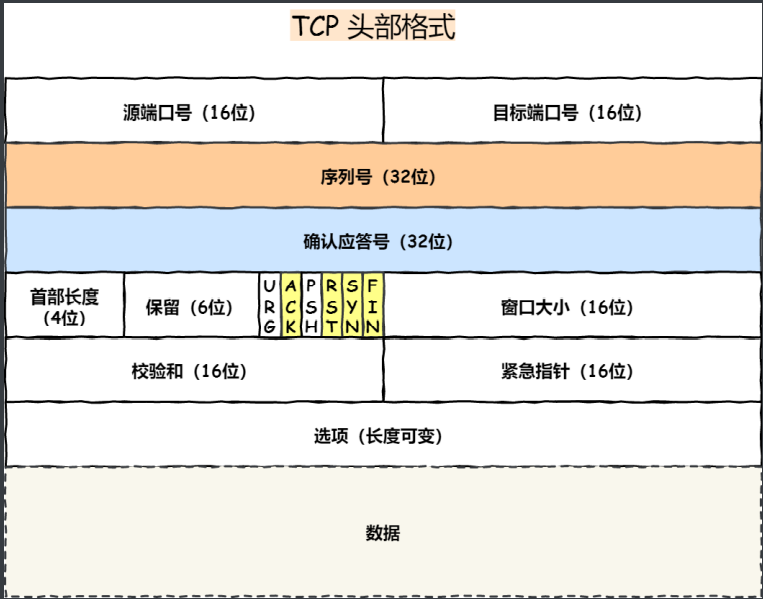 TCP 头部格式
源端口号（16位）
目标端口号（16位）
序列号（32位）
确认应答号（32位）
首部长度
（4位）
保留（6位）
URG
ACK
PSH
RST
SYN
FIN
窗口大小（16位）
校验和（16位）
紧急指针（16位）
选项（长度可变）
数据